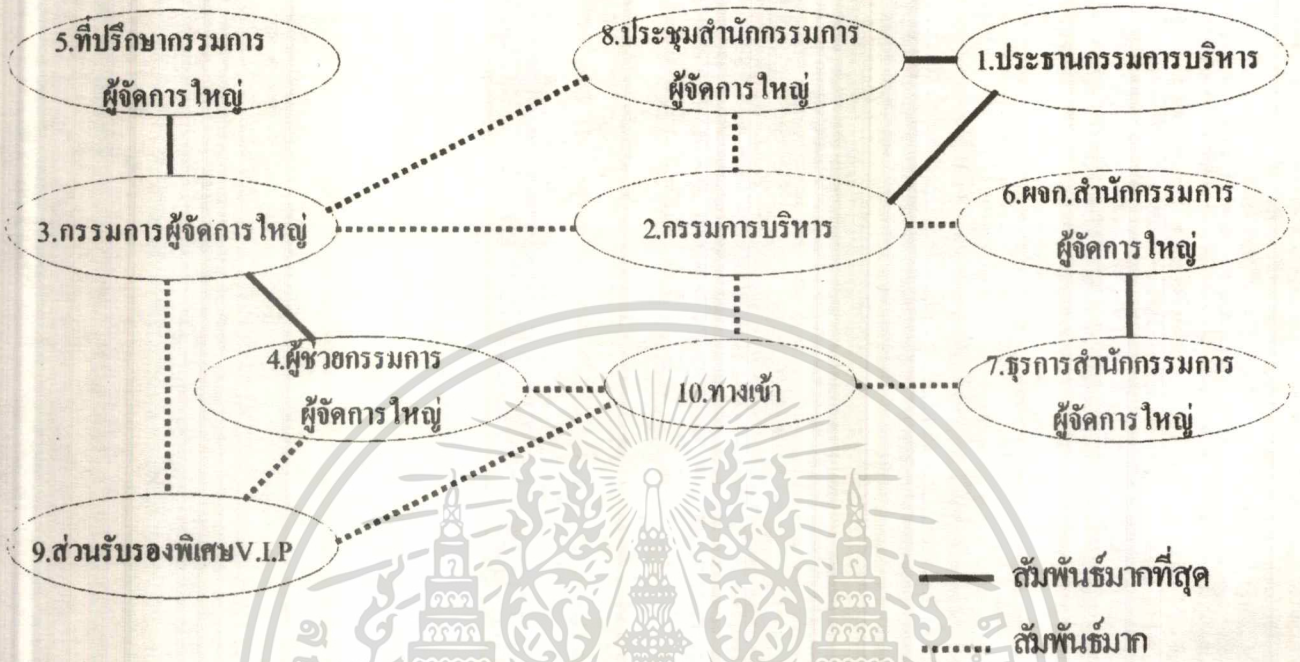 5.ที่ปรึกษากรรมการ
ผู้จัดการใหญ่
8.ประชุมสำนักกรรมการ
ผู้จัดการใหญ่
1.ประธานกรรมการบริหาร
3.กรรมการผู้จัดการใหญ่
2.กรรมการบริหาร
6.ผจก.สำนักกรรมการ
ผู้จัดการใหญ่
4.ผู้ช่วยกรรมการ
ผู้จัดการใหญ่
10.ทางเข้า
7.ธุรการสำนักกรรมการ
ผู้จัดการใหญ่
9.ส่วนรับรองพิเศษV.I.P
สัมพันธ์มากที่สุด
สัมพันธ์มาก